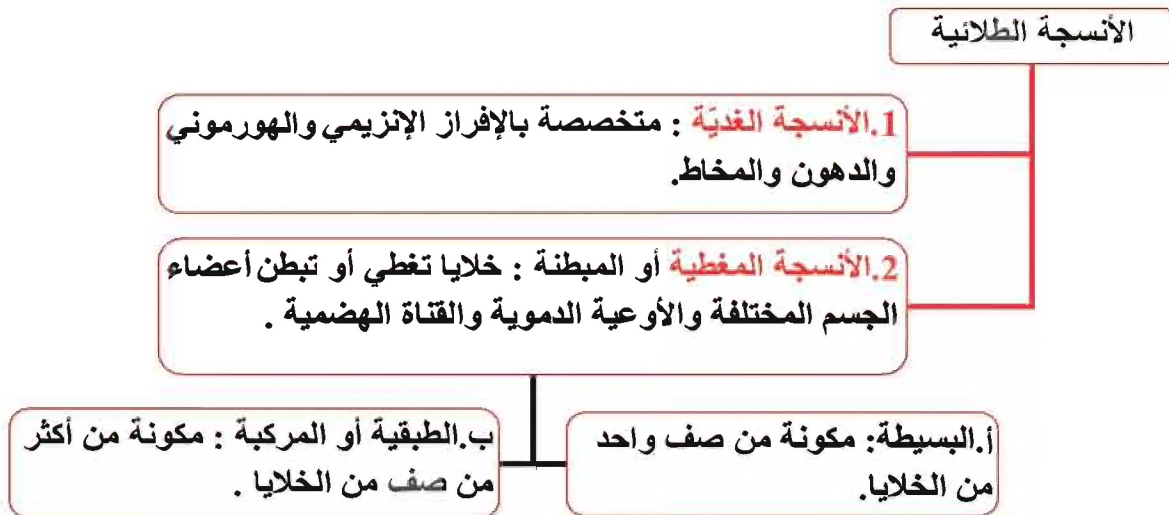 الأنسجة الطلائية
1.الأنسجة الغديّة : متخصصة بالإفراز الإنزيمي والهورموني
والدهون والمخاط.
2.الأنسجة المغطية أو المبطنة : خلايا تغطي أو تبطن أعضاء
الجسم المختلفة والأوعية الدموية والقناة الهضمية .
أ.البسيطة: مكونة من صف واحد
من الخلايا.
ب.الطبقية أو المركبة : مكونة من أكثر
من صف من الخلايا .